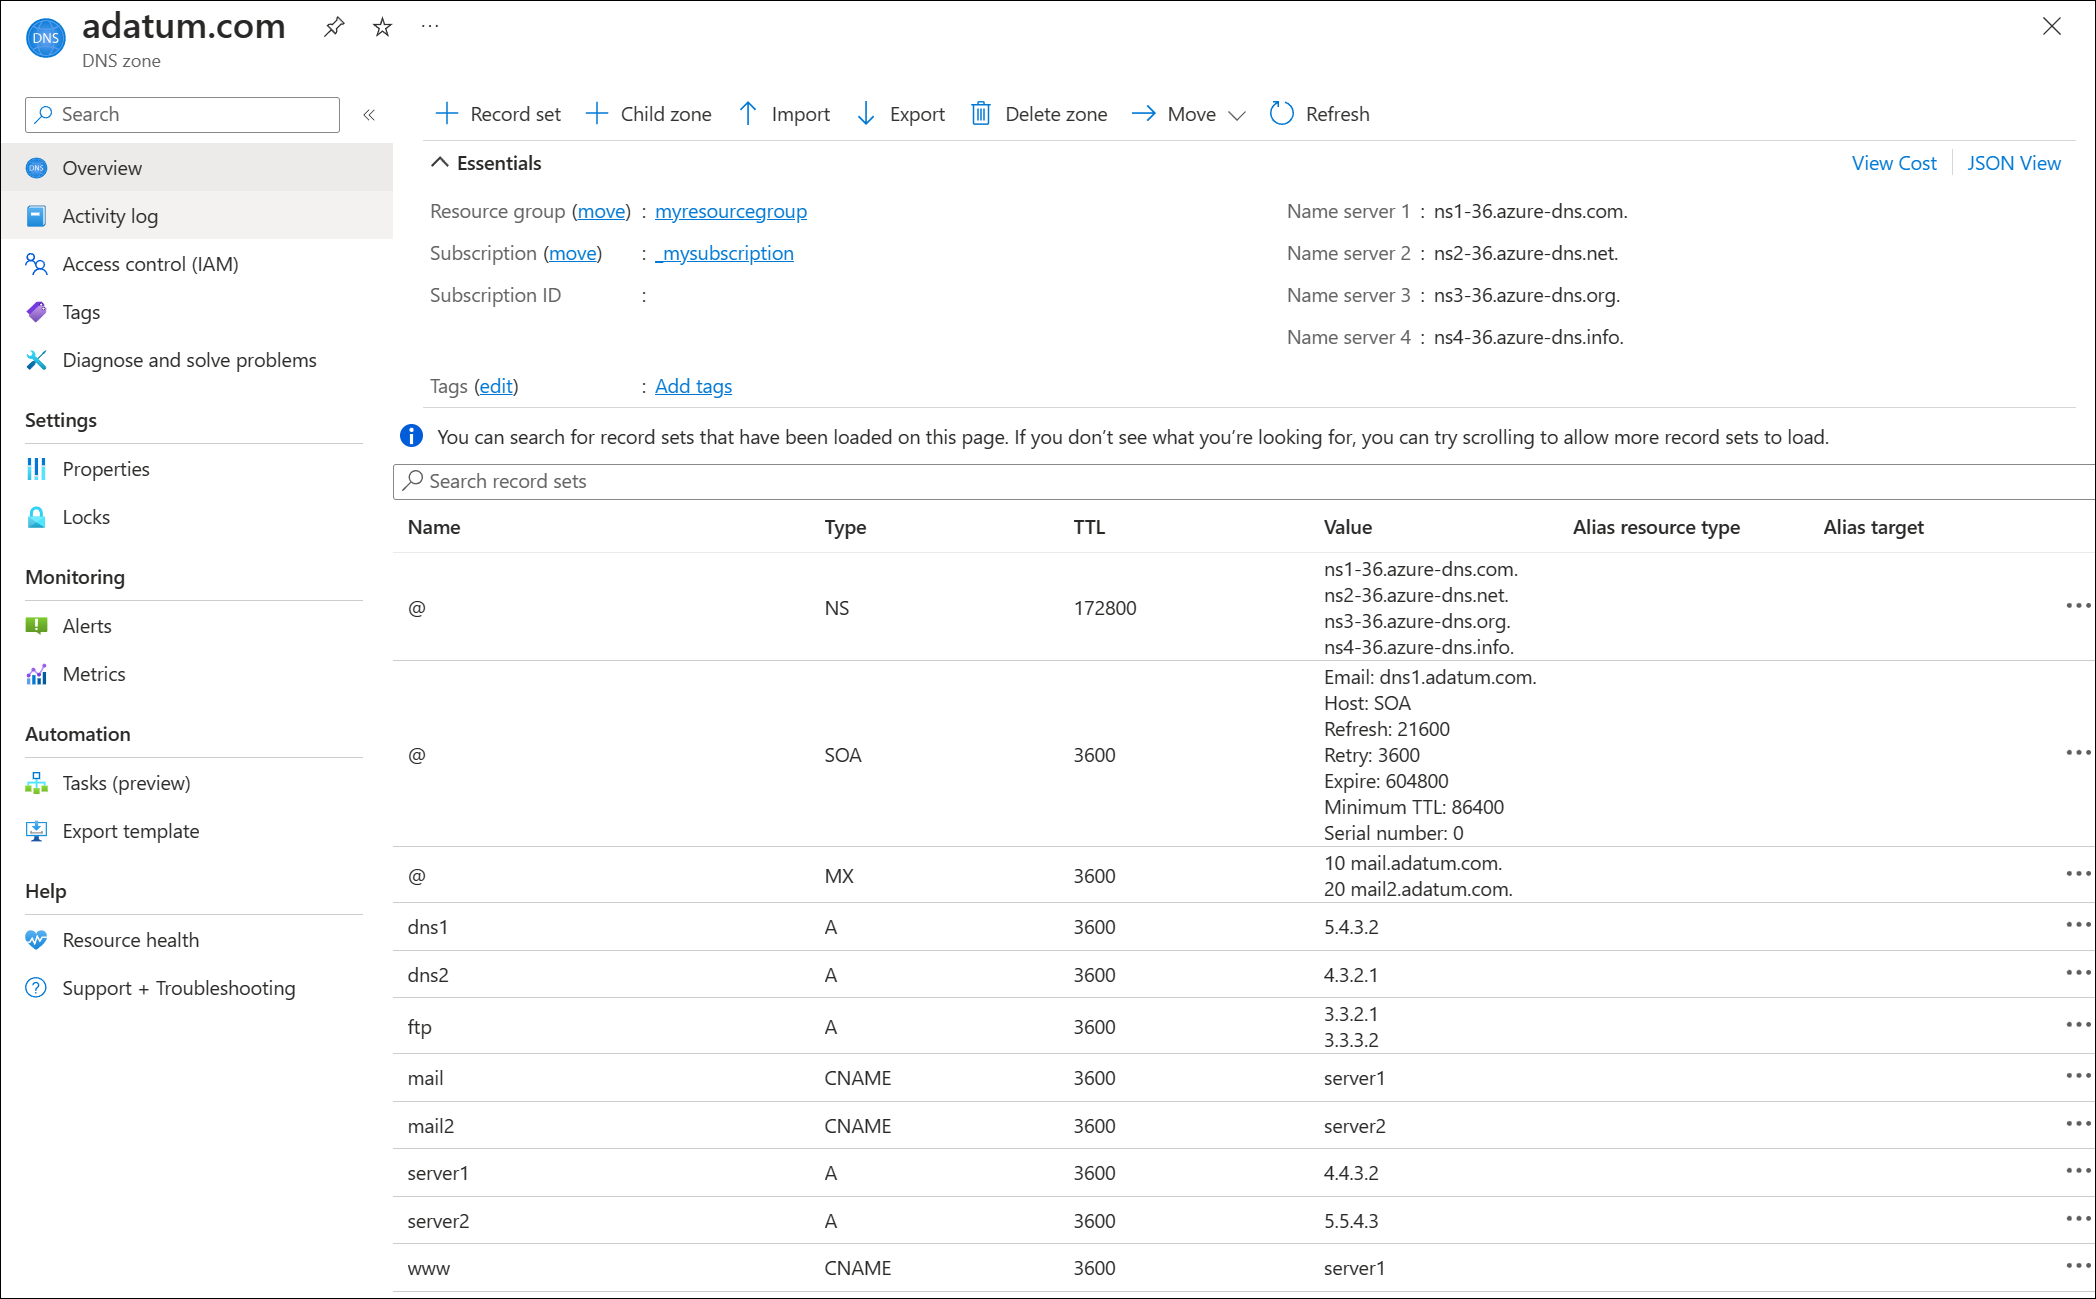 DNS
adatum.com
DNS zone
Search
Record set
Child zone
Import
Export
Delete zone
Move
Refresh
Overview
Activity log
Access control (IAM)
Tags
Diagnose and solve problems
Settings
Properties
Locks
Monitoring
Alerts
Metrics
Automation
Tasks (preview)
Export template
Help
Resource health
Support + Troubleshooting
Essentials
View Cost
JSON View
Resource group (move) : myresourcegroup
Subscription (move) : _mysubscription
Subscription ID :
Name server 1 : ns1-36.azure-dns.com.
Name server 2 : ns2-36.azure-dns.net.
Name server 3 : ns3-36.azure-dns.org.
Name server 4 : ns4-36.azure-dns.info.
Tags (edit) : Add tags
You can search for record sets that have been loaded on this page. If you don't see what you're looking for, you can try scrolling to allow more record sets to load.
Search record sets
Name Type TTL Value Alias resource type Alias target
@ NS 172800
ns1-36.azure-dns.com.
ns2-36.azure-dns.net.
ns3-36.azure-dns.org.
ns4-36.azure-dns.info.
@ SOA 3600
Email: dns1.adatum.com.
Host: SOA
Refresh: 21600
Retry: 3600
Expire: 604800
Minimum TTL: 86400
Serial number: 0
@ MX 3600
10 mail.adatum.com.
20 mail2.adatum.com.
dns1 A 3600 5.4.3.2
dns2 A 3600 4.3.2.1
ftp A 3600
3.3.2.1
3.3.3.2
mail CNAME 3600 server1
mail2 CNAME 3600 server2
server1 A 3600 4.4.3.2
server2 A 3600 5.5.4.3
www CNAME 3600 server1